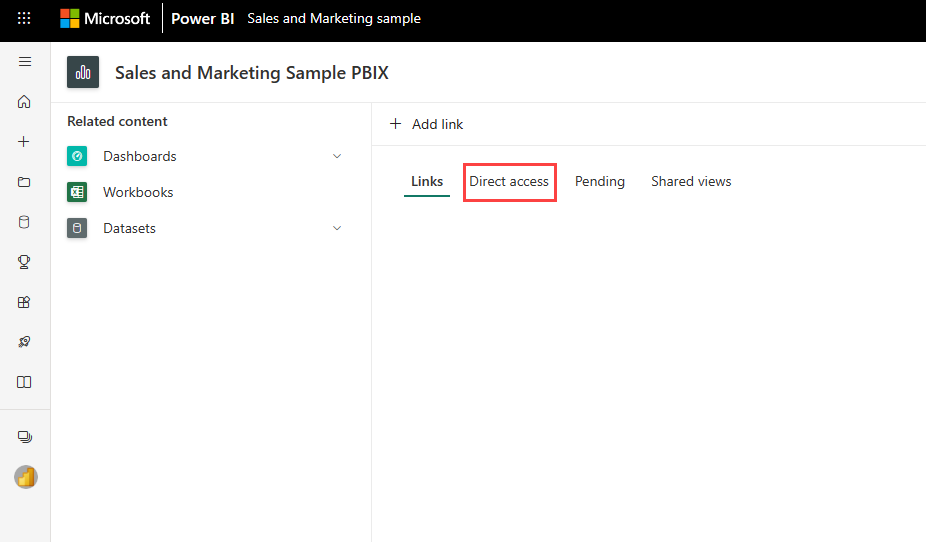 Microsoft Power BI Sales and Marketing sample
Sales and Marketing Sample PBIX
Related content
Dashboards
Workbooks
Datasets
+ Add link
Links Direct access Pending Shared views